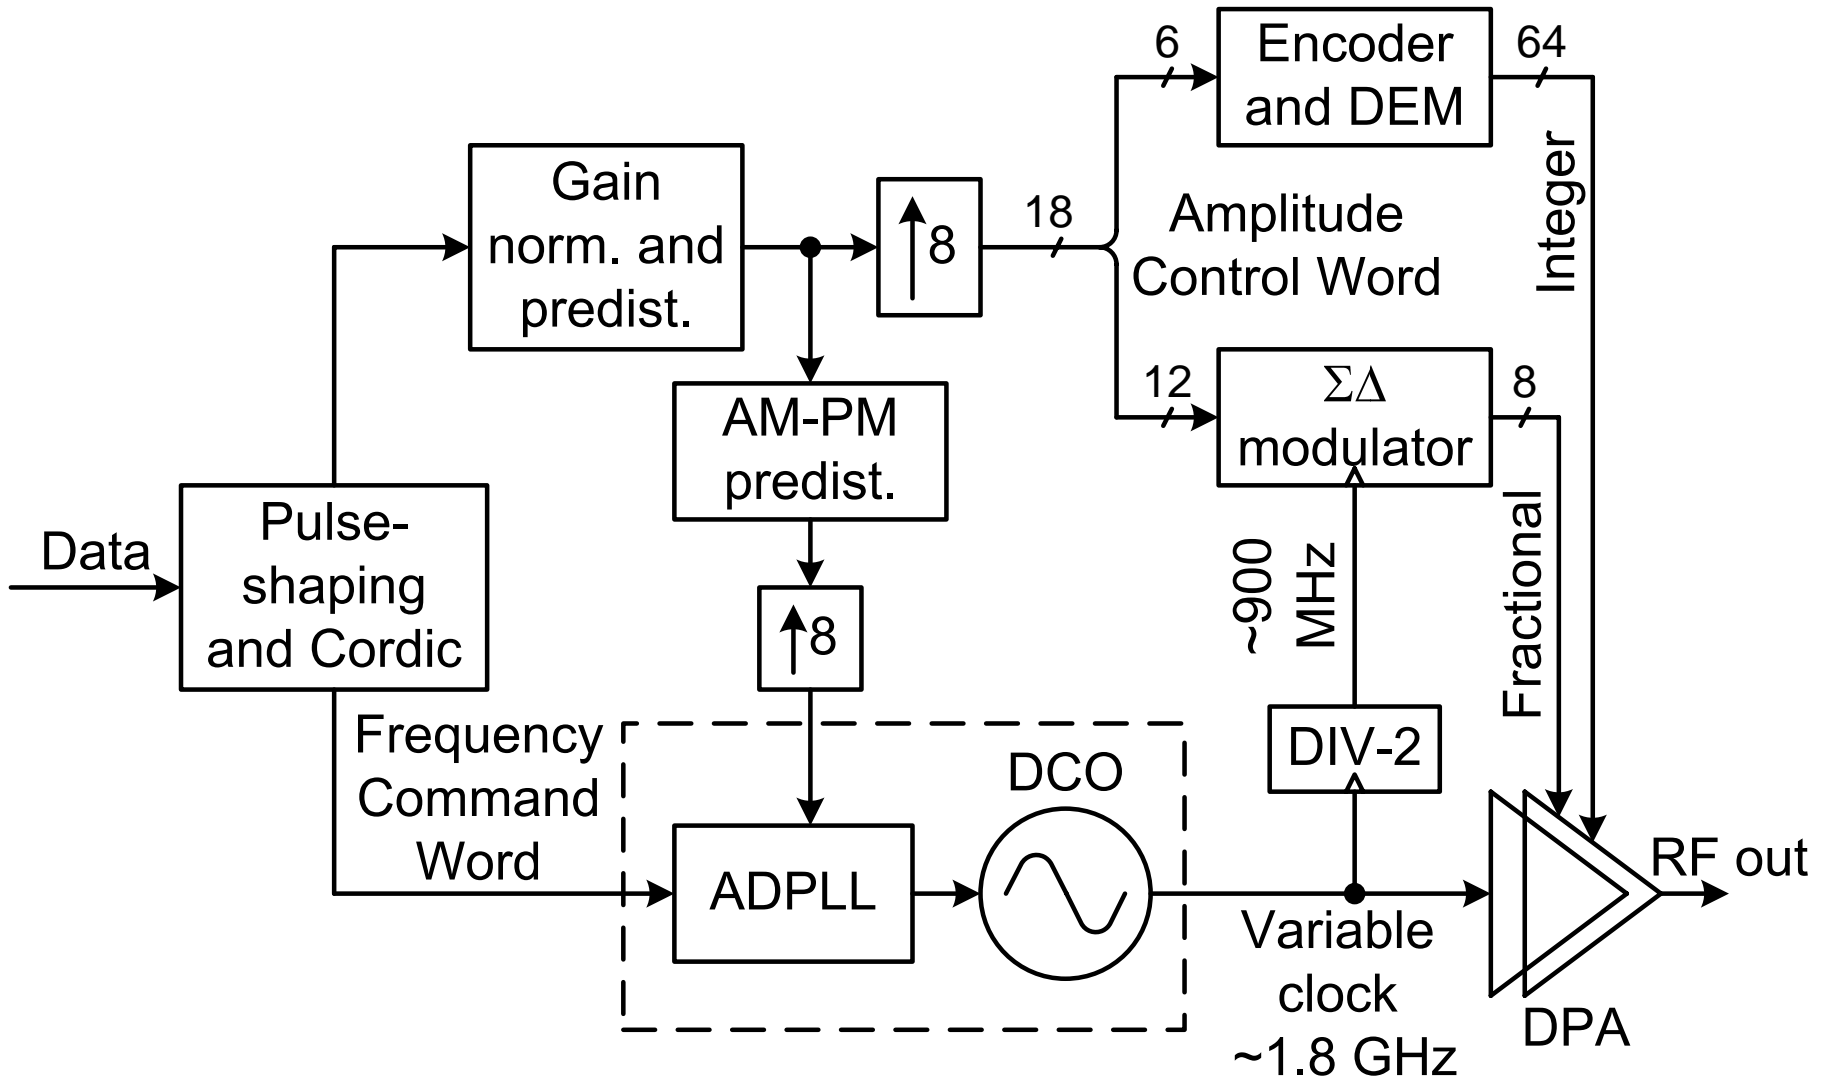 6
Encoder
and DEM
64
Gain
norm. and
predist.
8
18
Amplitude
Control Word
Integer
12
ΣΔ
modulator
8
AM-PM
predist.
Data
Pulse-
shaping
and Cordic
8
~900
MHz
Fractional
Frequency
Command
Word
DCO
DIV-2
ADPLL
RF out
Variable
clock
~1.8 GHz
DPA